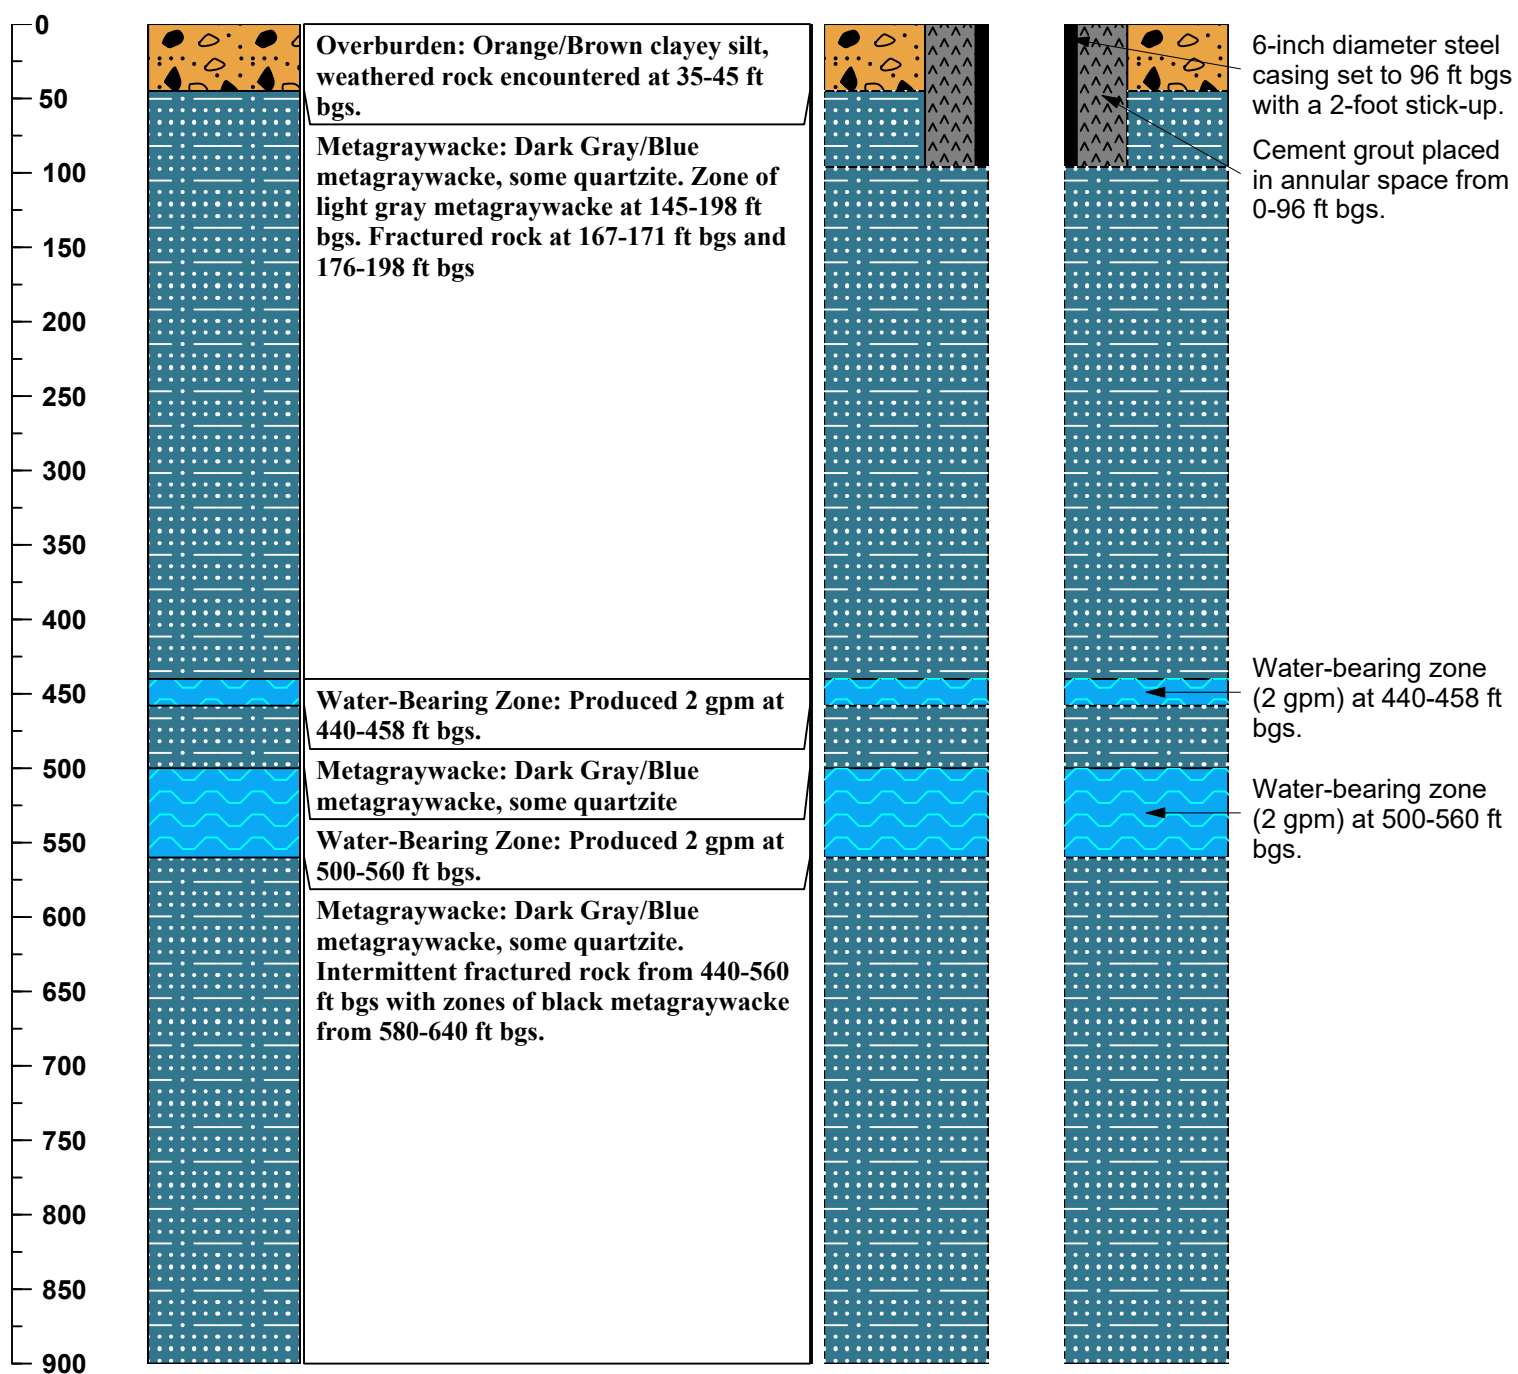 0
50
100
150
200
250
300
350
400
450
500
550
600
650
700
750
800
850
900
Overburden: Orange/Brown clayey silt,
weathered rock encountered at 35-45 ft
bgs.
Metagraywacke: Dark Gray/Blue
metagraywacke, some quartzite. Zone of
light gray metagraywacke at 145-198 ft
bgs. Fractured rock at 167-171 ft bgs and
176-198 ft bgs
Water-Bearing Zone: Produced 2 gpm at
440-458 ft bgs.
Metagraywacke: Dark Gray/Blue
metagraywacke, some quartzite
Water-Bearing Zone: Produced 2 gpm at
500-560 ft bgs.
Metagraywacke: Dark Gray/Blue
metagraywacke, some quartzite.
Intermittent fractured rock from 440-560
ft bgs with zones of black metagraywacke
from 580-640 ft bgs.
6-inch diameter steel
casing set to 96 ft bgs
with a 2-foot stick-up.
Cement grout placed
in annular space from
0-96 ft bgs.
Water-bearing zone
(2 gpm) at 440-458 ft
bgs.
Water-bearing zone
(2 gpm) at 500-560 ft
bgs.